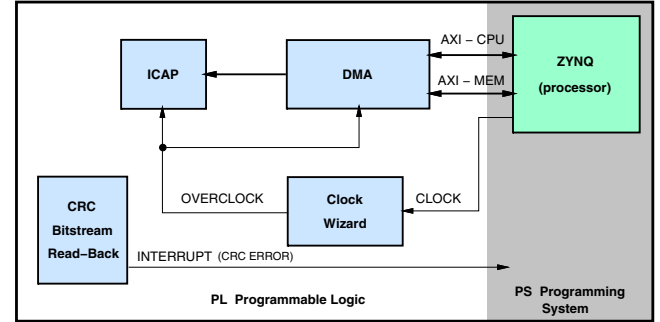 AXI − CPU
ZYNQ
(processor)
ICAP
DMA
AXI − MEM
OVERCLOCK
Clock
Wizard
CLOCK
CRC
Bitstream
Read−Back
INTERRUPT (CRC ERROR)
PL Programmable Logic
PS Programming
System